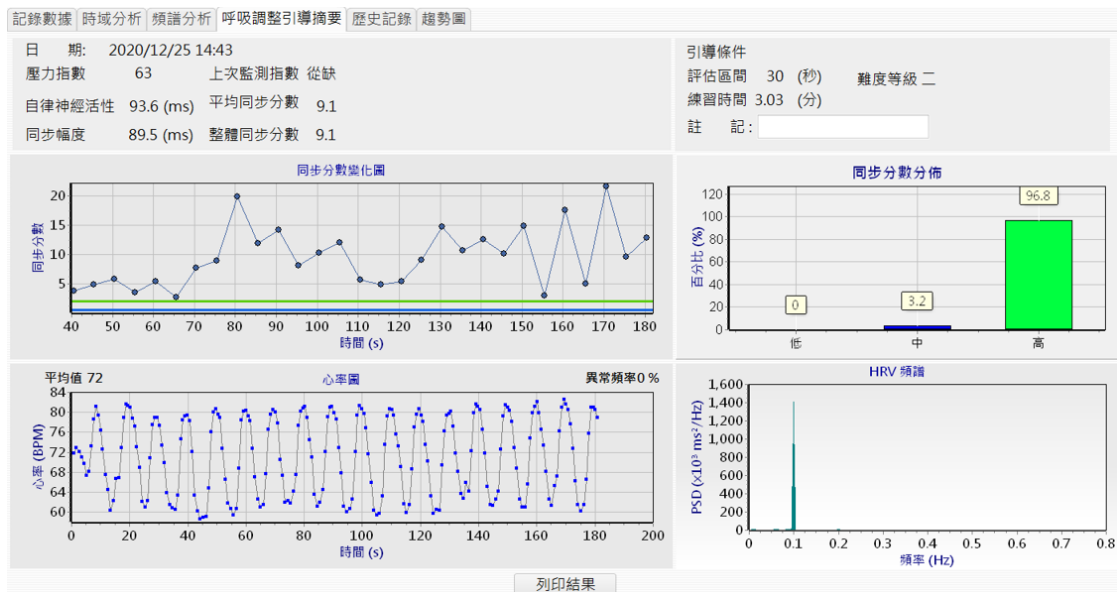 記錄數據 時域分析 頻譜分析 呼吸調整引導摘要 歷史記錄 趨勢圖
日 期: 2020/12/25 14:43
壓力指數 63 上次監測指數 從缺
自律神經活性 93.6 (ms) 平均同步分數 9.1
同步幅度 89.5 (ms) 整體同步分數 9.1
引導條件
評估區間 30 (秒) 難度等級 二
練習時間 3.03 (分)
註 記:
同步分數變化圖
同步分數
20
15
10
5
40 50 60 70 80 90 100 110 120 130 140 150 160 170 180
時間 (s)
同步分數分佈
百分比 (%)
120
100
80
60
40
20
0
0 3.2 96.8
低 中 高
平均值 72 心率圖 異常頻率0 %
心率 (BPM)
84
80
76
72
68
64
60
0 20 40 60 80 100 120 140 160 180 200
時間 (s)
HRV 頻譜
PSD (×10³ ms²/Hz)
1,600
1,400
1,200
1,000
800
600
400
200
0
0 0.1 0.2 0.3 0.4 0.5 0.6 0.7 0.8
頻率 (Hz)
列印結果